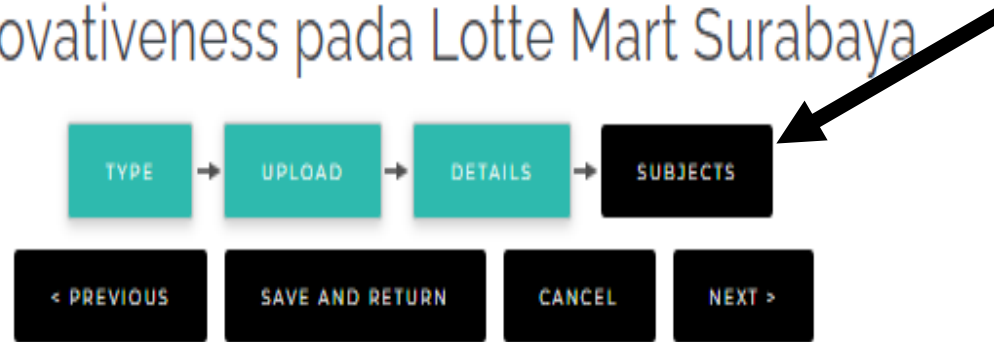 ovativeness pada Lotte Mart Surabaya
TYPE UPLOAD DETAILS SUBJECTS
< PREVIOUS SAVE AND RETURN CANCEL NEXT >